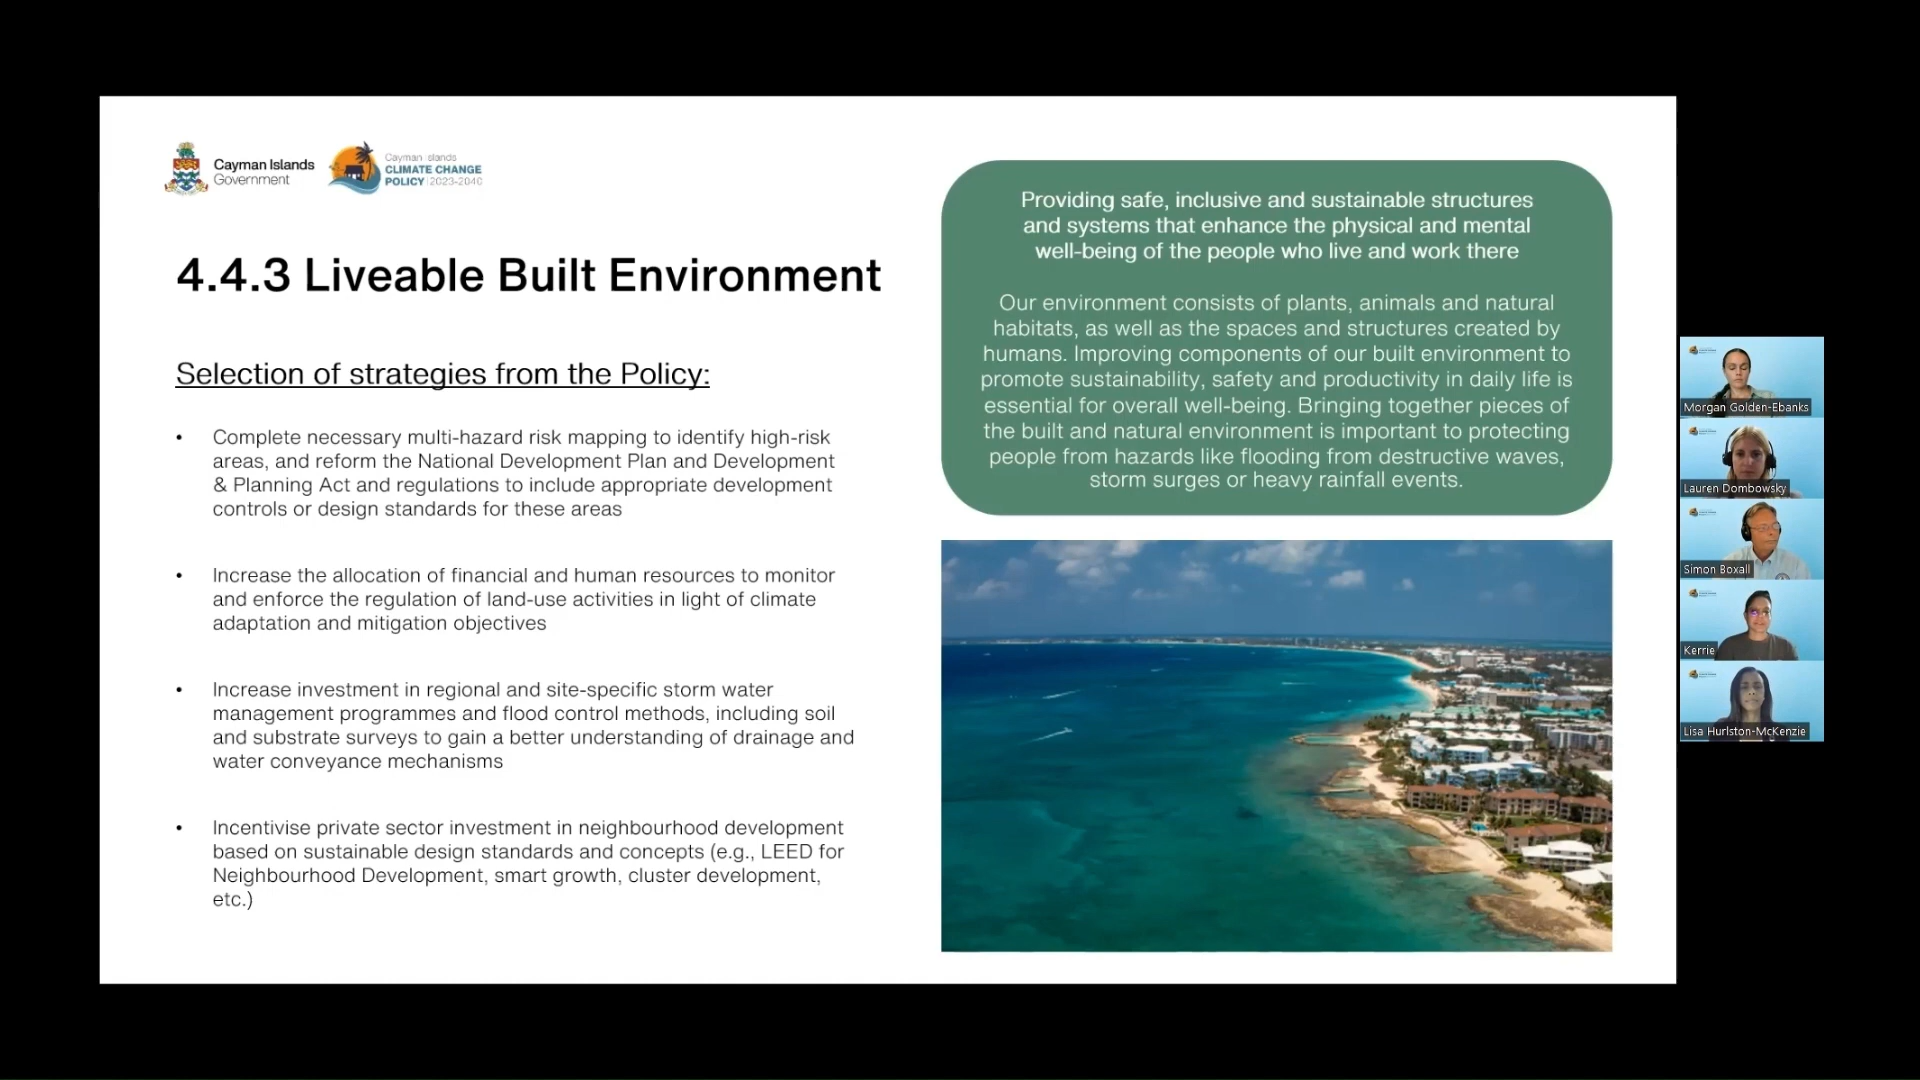 Cayman Islands
Government
Cayman Islands
CLIMATE CHANGE
POLICY | 2023-2040
4.4.3 Liveable Built Environment
Selection of strategies from the Policy:
• Complete necessary multi-hazard risk mapping to identify high-risk
areas, and reform the National Development Plan and Development
& Planning Act and regulations to include appropriate development
controls or design standards for these areas
• Increase the allocation of financial and human resources to monitor
and enforce the regulation of land-use activities in light of climate
adaptation and mitigation objectives
• Increase investment in regional and site-specific storm water
management programmes and flood control methods, including soil
and substrate surveys to gain a better understanding of drainage and
water conveyance mechanisms
• Incentivise private sector investment in neighbourhood development
based on sustainable design standards and concepts (e.g., LEED for
Neighbourhood Development, smart growth, cluster development,
etc.)
Providing safe, inclusive and sustainable structures
and systems that enhance the physical and mental
well-being of the people who live and work there
Our environment consists of plants, animals and natural
habitats, as well as the spaces and structures created by
humans. Improving components of our built environment to
promote sustainability, safety and productivity in daily life is
essential for overall well-being. Bringing together pieces of
the built and natural environment is important to protecting
people from hazards like flooding from destructive waves,
storm surges or heavy rainfall events.
Morgan Golden-Ebanks
Lauren Dombowsky
Simon Boxall
Kerrie
Lisa Hurlston-McKenzie